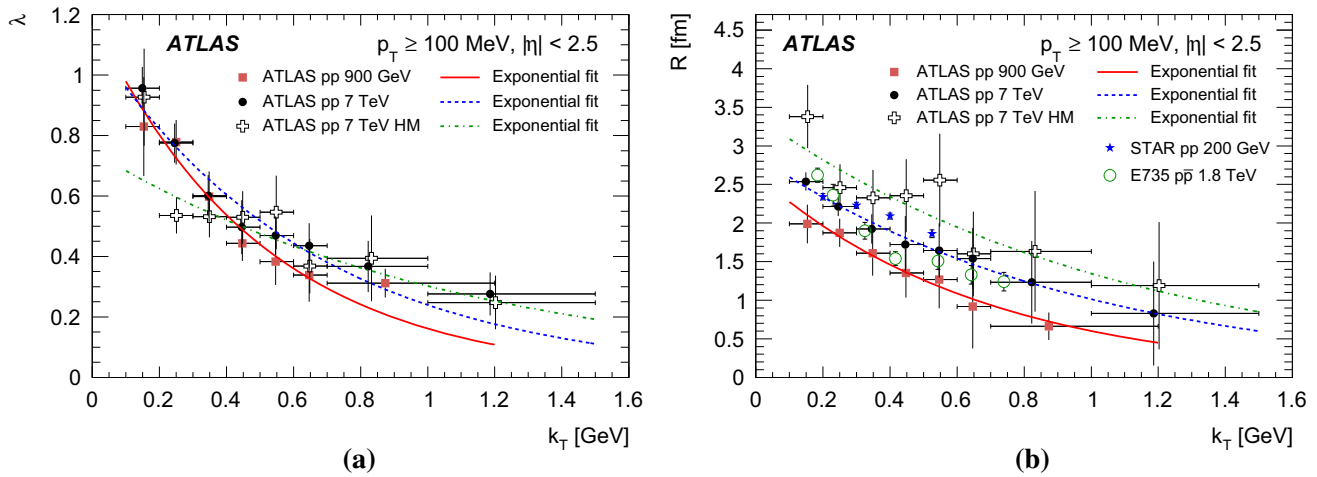 λ
1.2
1
0.8
0.6
0.4
0.2
0
ATLAS
p_T ≥ 100 MeV, |η| < 2.5
ATLAS pp 900 GeV Exponential fit
ATLAS pp 7 TeV Exponential fit
ATLAS pp 7 TeV HM Exponential fit
0 0.2 0.4 0.6 0.8 1 1.2 1.4 1.6
k_T [GeV]
(a)
R [fm]
4.5
4
3.5
3
2.5
2
1.5
1
0.5
0
ATLAS
p_T ≥ 100 MeV, |η| < 2.5
ATLAS pp 900 GeV Exponential fit
ATLAS pp 7 TeV Exponential fit
ATLAS pp 7 TeV HM Exponential fit
STAR pp 200 GeV
E735 pp̅ 1.8 TeV
0 0.2 0.4 0.6 0.8 1 1.2 1.4 1.6
k_T [GeV]
(b)